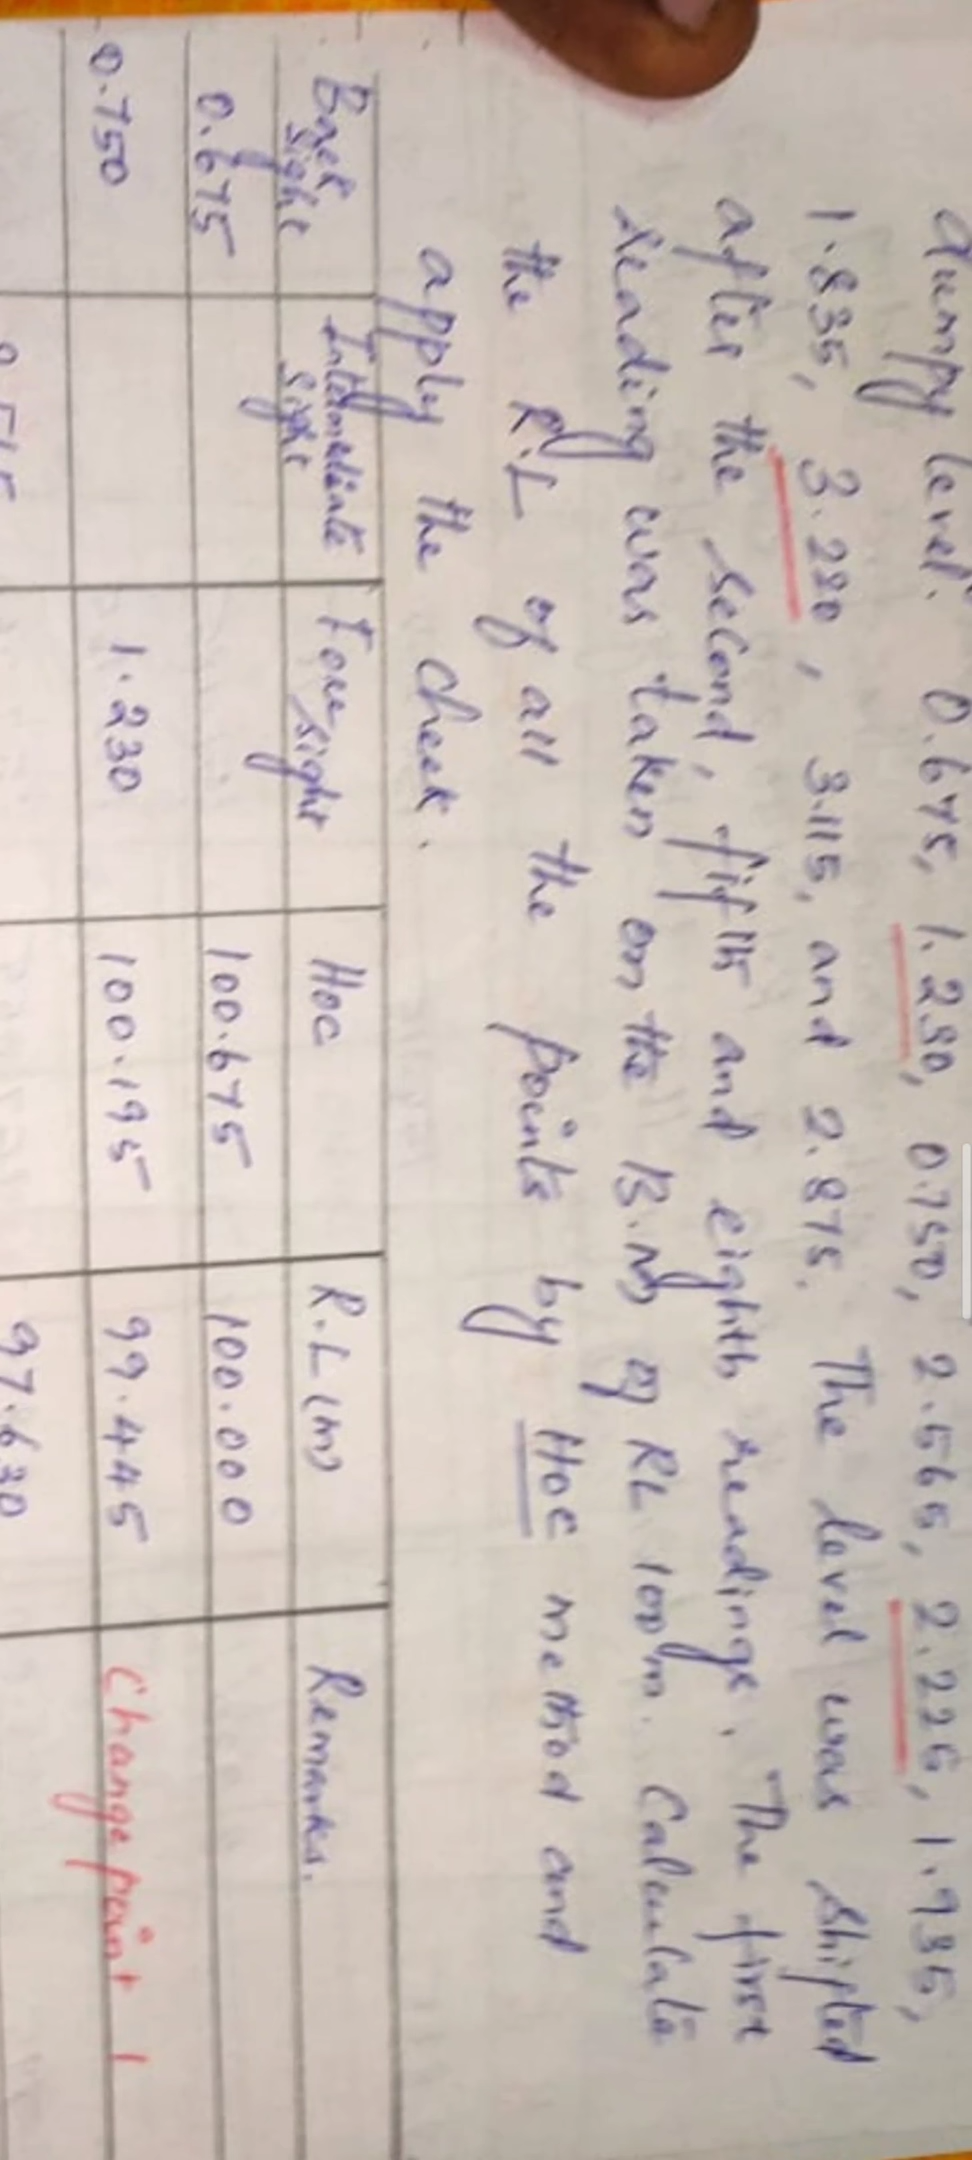 dumpy level. 0.675, 1.230, 0.750, 2.565, 2.225, 1.935,
1.835, 3.220, 3.115, and 2.875. The level was shifted
after the second, fifth and eighth readings. The first
reading was taken on the B.M of RL 100m. Calculate
the R.L of all the points by HOC method and
apply the check.
Back sight Intermediate sight Fore sight HOC R.L (m) Remarks.
0.675 100.675 100.000
0.750 1.230 100.195 99.445 Change point 1
97.630